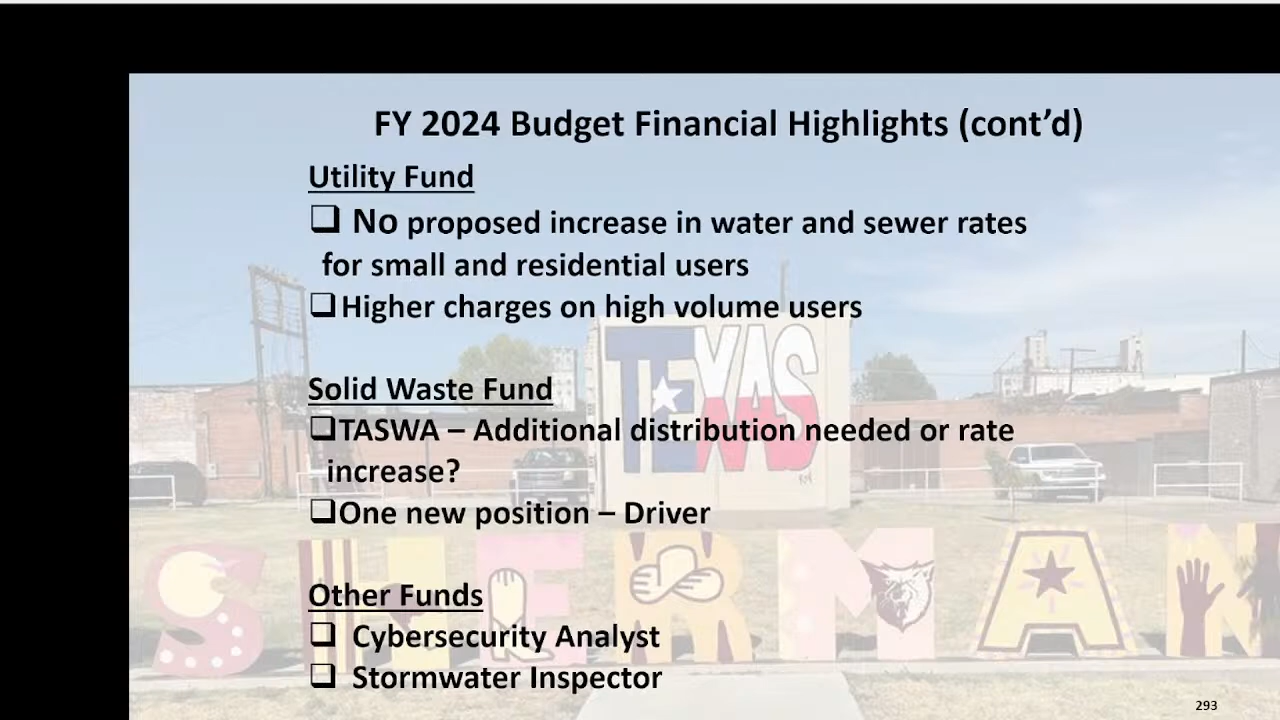 FY 2024 Budget Financial Highlights (cont’d)
Utility Fund
❑ No proposed increase in water and sewer rates
for small and residential users
❑Higher charges on high volume users
TEXAS
Solid Waste Fund
❑TASWA – Additional distribution needed or rate
increase?
❑One new position – Driver
SHERMAN
Other Funds
❑ Cybersecurity Analyst
❑ Stormwater Inspector
293